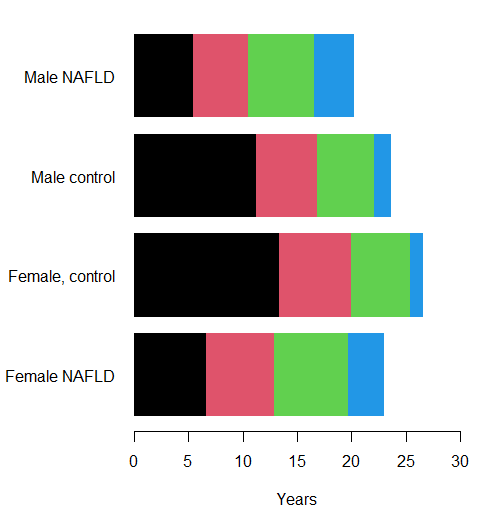 Male NAFLD
Male control
Female, control
Female NAFLD
0 5 10 15 20 25 30
Years